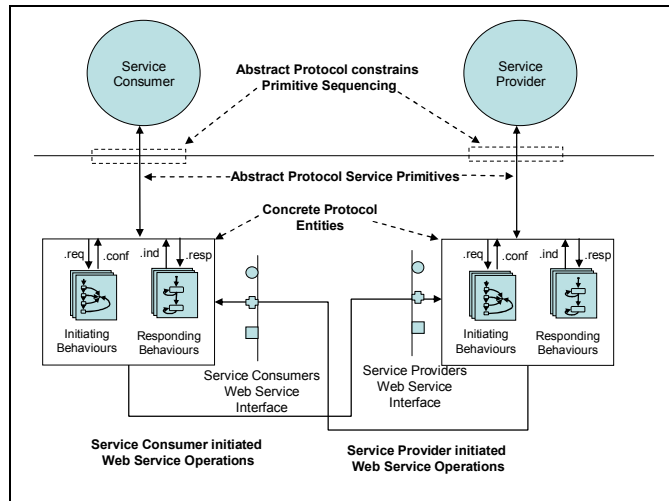 Service
Consumer
Service
Provider
Abstract Protocol constrains
Primitive Sequencing
Abstract Protocol Service Primitives
Concrete Protocol
Entities
.req
.conf
.ind
.resp
Initiating
Behaviours
Responding
Behaviours
.req
.conf
.ind
.resp
Initiating
Behaviours
Responding
Behaviours
Service Consumers
Web Service
Interface
Service Providers
Web Service
Interface
Service Consumer initiated
Web Service Operations
Service Provider initiated
Web Service Operations